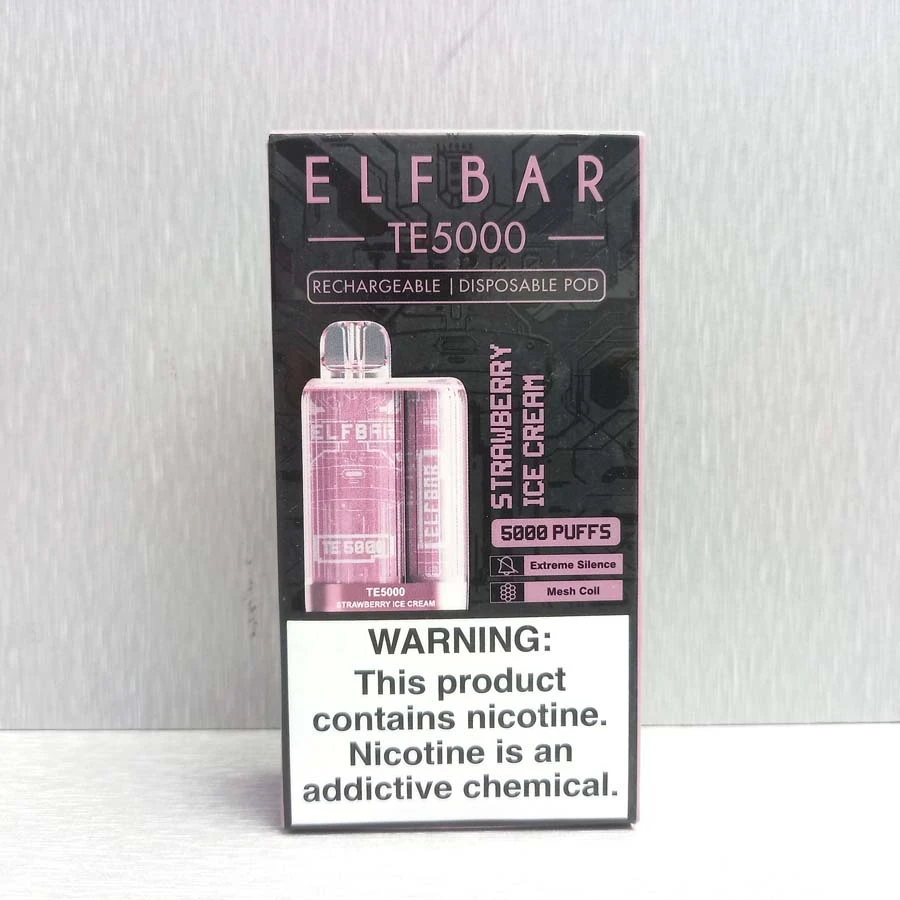 ELFBAR
TE5000
RECHARGEABLE | DISPOSABLE POD
ELFBAR
ELFBAR
TE5000
TE5000
STRAWBERRY ICE CREAM
STRAWBERRY
ICE CREAM
5000 PUFFS
Extreme Silence
Mesh Coil
WARNING:
This product
contains nicotine.
Nicotine is an
addictive chemical.